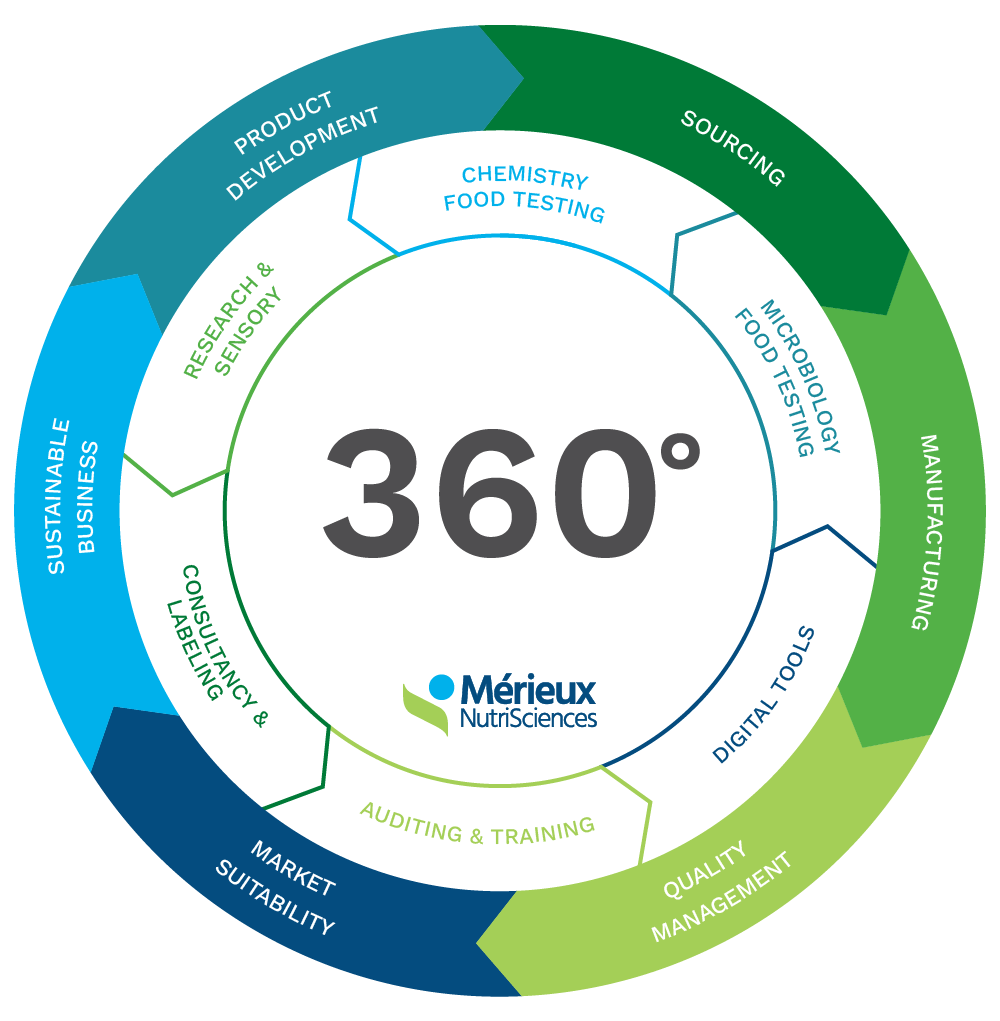 PRODUCT
DEVELOPMENT
SOURCING
MANUFACTURING
QUALITY
MANAGEMENT
MARKET
SUITABILITY
SUSTAINABLE
BUSINESS
CHEMISTRY
FOOD TESTING
MICROBIOLOGY
FOOD TESTING
DIGITAL TOOLS
AUDITING & TRAINING
CONSULTANCY &
LABELING
RESEARCH &
SENSORY
360°
Mérieux
NutriSciences